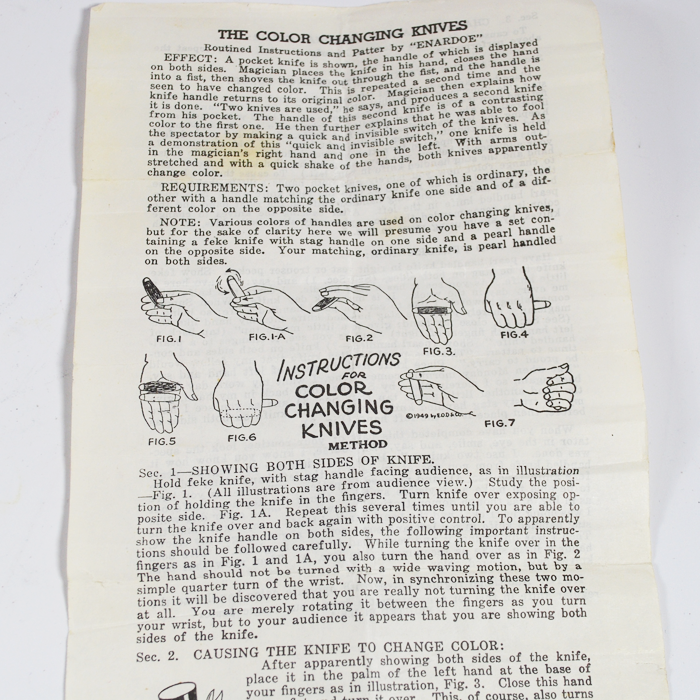 THE COLOR CHANGING KNIVES
Routined Instructions and Patter by "ENARDOE"
EFFECT: A pocket knife is shown, the handle of which is displayed
on both sides. Magician places the knife in his hand, closes the hand
into a fist, then shoves the knife out through the fist, and the handle is
seen to have changed color. This is repeated a second time and the
knife handle returns to its original color. Magician then explains how
it is done. "Two knives are used," he says, and produces a second knife
from his pocket. The handle of this second knife is of a contrasting
color to the first one. He then further explains that he was able to fool
the spectator by making a quick and invisible switch of the knives. As
a demonstration of this "quick and invisible switch," one knife is held
in the magician's right hand and one in the left. With arms out-
stretched and with a quick shake of the hands, both knives apparently
change color.
REQUIREMENTS: Two pocket knives, one of which is ordinary, the
other with a handle matching the ordinary knife one side and of a dif-
ferent color on the opposite side.
NOTE: Various colors of handles are used on color changing knives,
but for the sake of clarity here we will presume you have a set con-
taining a feke knife with stag handle on one side and a pearl handle
on the opposite side. Your matching, ordinary knife, is pearl handled
on both sides.
FIG.1
FIG.1-A
FIG.2
FIG.3.
FIG.4
FIG.5
FIG.6
INSTRUCTIONS
FOR
COLOR
CHANGING
KNIVES
METHOD
©1949 by E.D.D & Co.
FIG.7
Sec. 1—SHOWING BOTH SIDES OF KNIFE.
Hold feke knife, with stag handle facing audience, as in illustration
—Fig. 1. (All illustrations are from audience view.) Study the posi-
tion of holding the knife in the fingers. Turn knife over exposing op-
posite side. Fig. 1A. Repeat this several times until you are able to
turn the knife over and back again with positive control. To apparently
show the knife handle on both sides, the following important instruc-
tions should be followed carefully. While turning the knife over in the
fingers as in Fig. 1 and 1A, you also turn the hand over as in Fig. 2
The hand should not be turned with a wide waving motion, but by a
simple quarter turn of the wrist. Now, in synchronizing these two mo-
tions it will be discovered that you are really not turning the knife over
at all. You are merely rotating it between the fingers as you turn
your wrist, but to your audience it appears that you are showing both
sides of the knife.
Sec. 2. CAUSING THE KNIFE TO CHANGE COLOR:
After apparently showing both sides of the knife,
place it in the palm of the left hand at the base of
your fingers as in illustration, Fig. 3. Close this hand
turn it over. This, of course, also turns